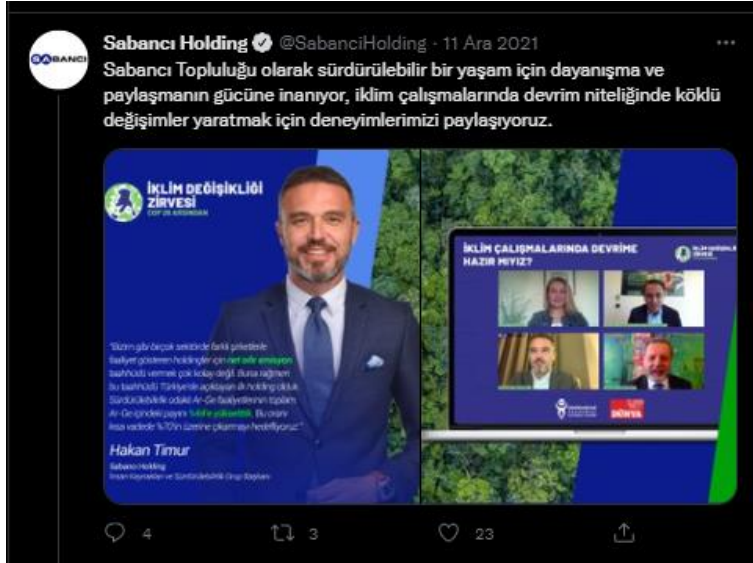 Sabancı Holding @SabanciHolding · 11 Ara 2021
SABANCI
Sabancı Topluluğu olarak sürdürülebilir bir yaşam için dayanışma ve
paylaşmanın gücüne inanıyor, iklim çalışmalarında devrim niteliğinde köklü
değişimler yaratmak için deneyimlerimizi paylaşıyoruz.
İKLİM DEĞİŞİKLİĞİ
ZİRVESİ
COP 26 ARDINDAN
"Bizim gibi birçok sektörde farklı şirketlerle
faaliyet gösteren holdingler için net sıfır emisyon
taahhüdü vermek çok kolay değil. Buna rağmen
bu taahhüdü Türkiye'de açıklayan ilk holding olduk.
Sürdürülebilirlik odaklı Ar-Ge faaliyetlerinin toplam
Ar-Ge içindeki payını yükselttik. Bu oranı
kısa vadede %70'in üzerine çıkarmayı hedefliyoruz."
Hakan Timur
Sabancı Holding
İnsan Kaynakları ve Sürdürülebilirlik Grup Başkanı
İKLİM ÇALIŞMALARINDA DEVRİME
HAZIR MIYIZ?
DÜNYA
4 3 23